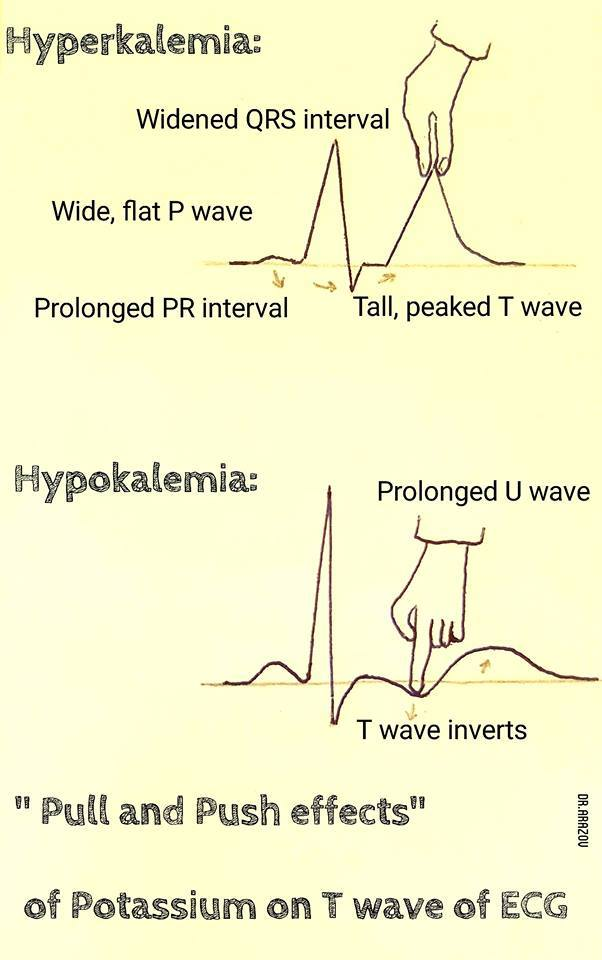 Hyperkalemia:
Widened QRS interval
Wide, flat P wave
Prolonged PR interval
Tall, peaked T wave
Hypokalemia:
Prolonged U wave
T wave inverts
" Pull and Push effects"
DR.ARAZOV
of Potassium on T wave of ECG